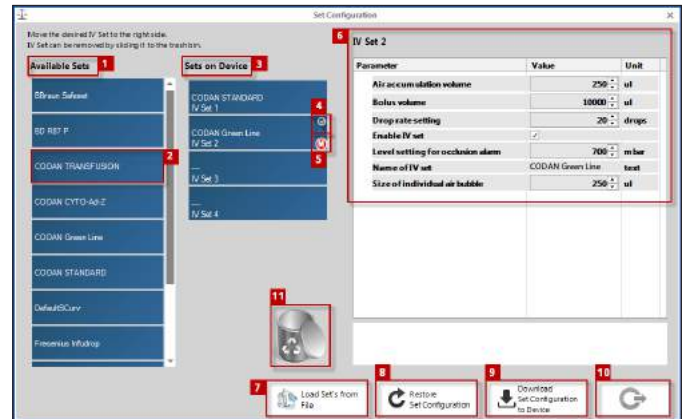 Set Configuration
Move the desired IV Set to the right side.
IV Set can be removed by sliding it to the trash bin.
Available Sets
1
BBraun Safeset
BD R87 P
2
CODAN TRANSFUSION
CODAN CYTO-Ad-Z
CODAN Green Line
CODAN STANDARD
DefaultSCurv
Fresenius Infudrop
Sets on Device
3
CODAN STANDARD
IV Set 1
4
CODAN Green Line
IV Set 2
5
---
IV Set 3
---
IV Set 4
11
6
IV Set 2
Parameter Value Unit
Air accumulation volume 250 ul
Bolus volume 10000 ul
Drop rate setting 20 drops
Enable IV set
Level setting for occlusion alarm 700 mbar
Name of IV set CODAN Green Line text
Size of individual air bubble 250 ul
7
Load Set's from
File
8
Restore
Set Configuration
9
Download
Set Configuration
to Device
10